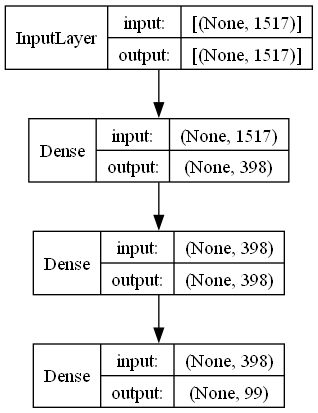 InputLayer input: [(None, 1517)]
output: [(None, 1517)]
Dense input: (None, 1517)
output: (None, 398)
Dense input: (None, 398)
output: (None, 398)
Dense input: (None, 398)
output: (None, 99)